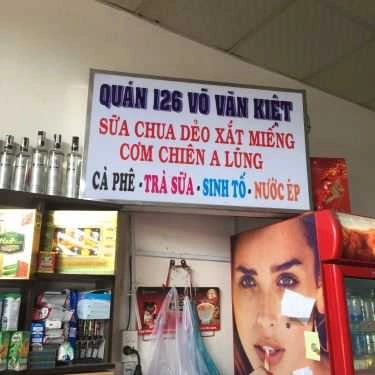 QUÁN 126 VÕ VĂN KIỆT
SỮA CHUA DẺO XẮT MIẾNG
CƠM CHIÊN A LŨNG
CÀ PHÊ - TRÀ SỮA - SINH TỐ - NƯỚC ÉP